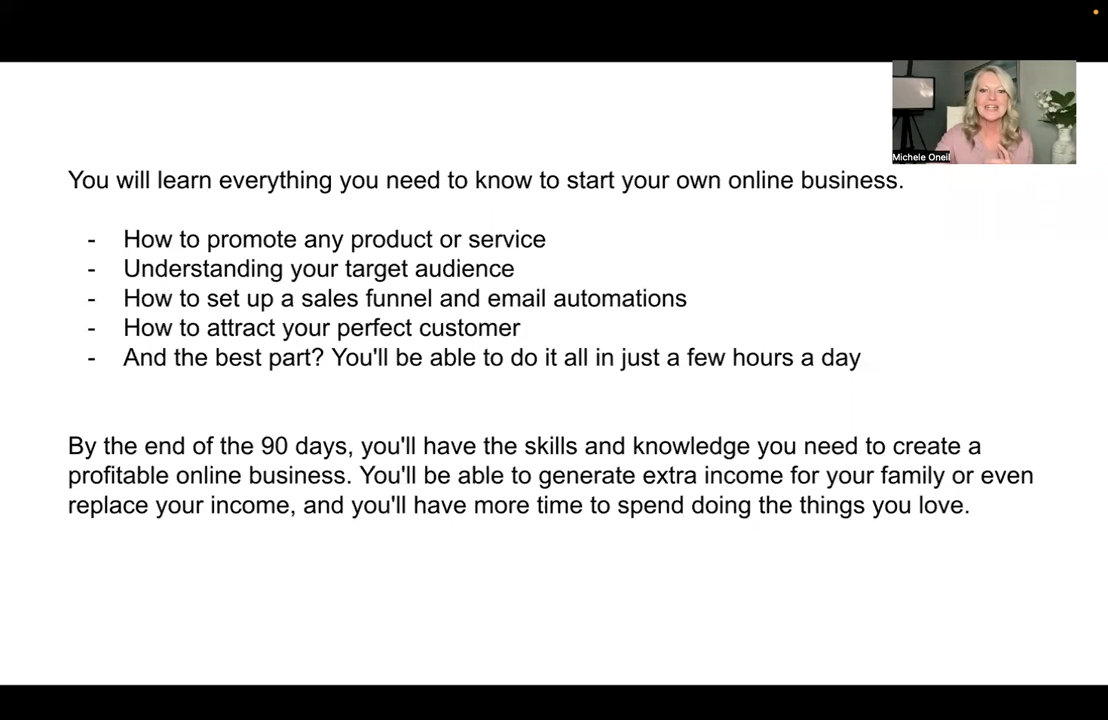 Michele Oneil
You will learn everything you need to know to start your own online business.
- How to promote any product or service
- Understanding your target audience
- How to set up a sales funnel and email automations
- How to attract your perfect customer
- And the best part? You'll be able to do it all in just a few hours a day
By the end of the 90 days, you'll have the skills and knowledge you need to create a
profitable online business. You'll be able to generate extra income for your family or even
replace your income, and you'll have more time to spend doing the things you love.